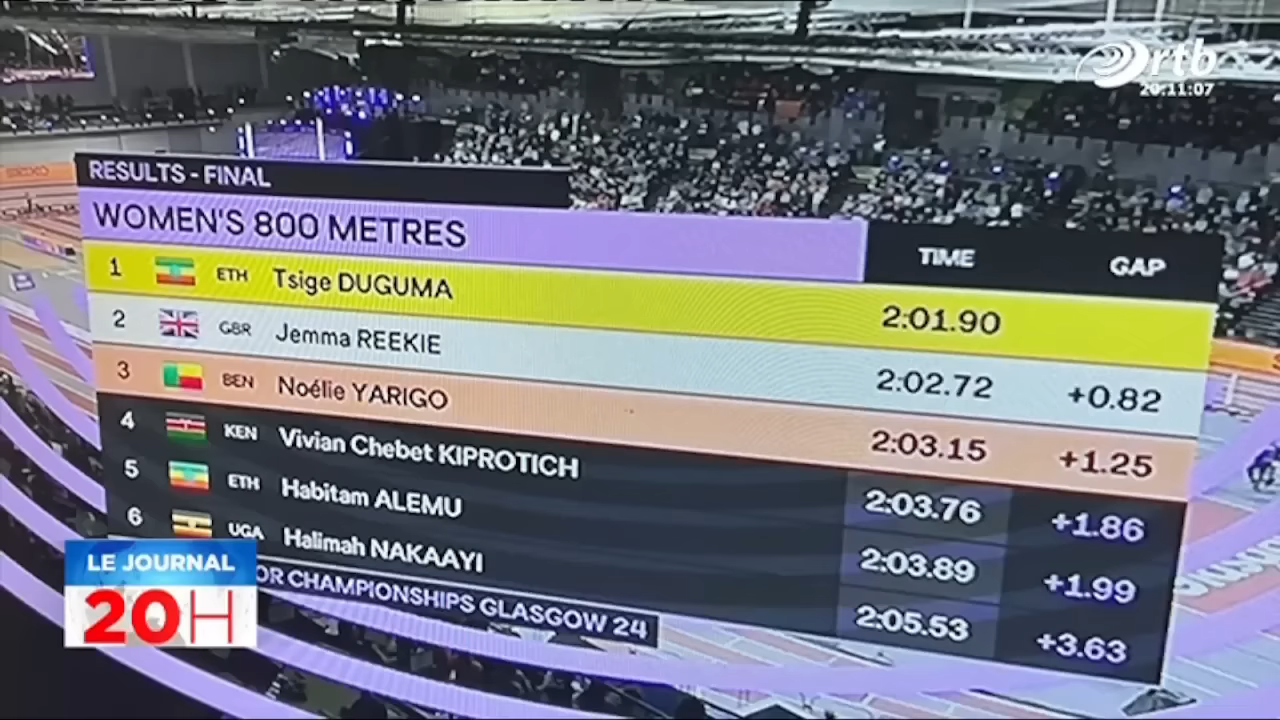 rtb
20:11:07
RESULTS - FINAL
WOMEN'S 800 METRES TIME GAP
1 ETH Tsige DUGUMA 2:01.90
2 GBR Jemma REEKIE 2:02.72 +0.82
3 BEN Noélie YARIGO 2:03.15 +1.25
4 KEN Vivian Chebet KIPROTICH 2:03.76 +1.86
5 ETH Habitam ALEMU 2:03.89 +1.99
6 UGA Halimah NAKAAYI 2:05.53 +3.63
OR CHAMPIONSHIPS GLASGOW 24
LE JOURNAL
20H